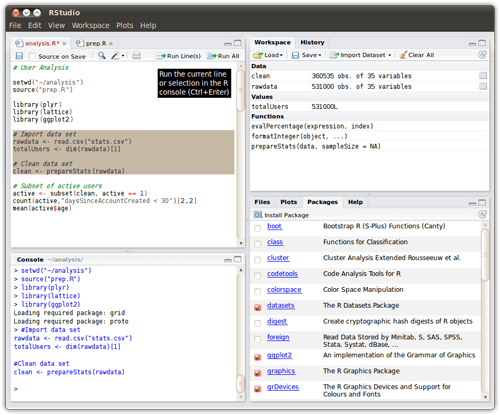 RStudio
File Edit View Workspace Plots Help
analysis.R* prep.R
Source on Save Run Line(s) Run All
# User Analysis
setwd("~/analysis")
source("prep.R")
library(plyr)
library(lattice)
library(ggplot2)
# Import data set
rawdata <- read.csv("stats.csv")
totalUsers <- dim(rawdata)[1]
# Clean data set
clean <- prepareStats(rawdata)
# Subset of active users
active <- subset(clean, active == 1)
count(active,"daysSinceAccountCreated < 30")[2,2]
mean(active$age)
Run the current line
or selection in the R
console (Ctrl+Enter)
Console ~/analysis/
> setwd("~/analysis")
> source("prep.R")
> library(plyr)
> library(lattice)
> library(ggplot2)
Loading required package: grid
Loading required package: proto
> #Import data set
rawdata <- read.csv("stats.csv")
totalUsers <- dim(rawdata)[1]
#Clean data set
clean <- prepareStats(rawdata)
>
Workspace History
Load Save Import Dataset Clear All
Data
clean 360535 obs. of 35 variables
rawdata 531000 obs. of 35 variables
Values
totalUsers 531000L
Functions
evalPercentage(expression, index)
formatInteger(object, ...)
prepareStats(data, sampleSize = NA)
Files Plots Packages Help
Install Package
boot Bootstrap R (S-Plus) Functions (Canty)
class Functions for Classification
cluster Cluster Analysis Extended Rousseeuw et al.
codetools Code Analysis Tools for R
colorspace Color Space Manipulation
datasets The R Datasets Package
digest Create cryptographic hash digests of R objects
foreign Read Data Stored by Minitab, S, SAS, SPSS,
Stata, Systat, dBase, ...
ggplot2 An implementation of the Grammar of Graphics
graphics The R Graphics Package
grDevices The R Graphics Devices and Support for
Colours and Fonts